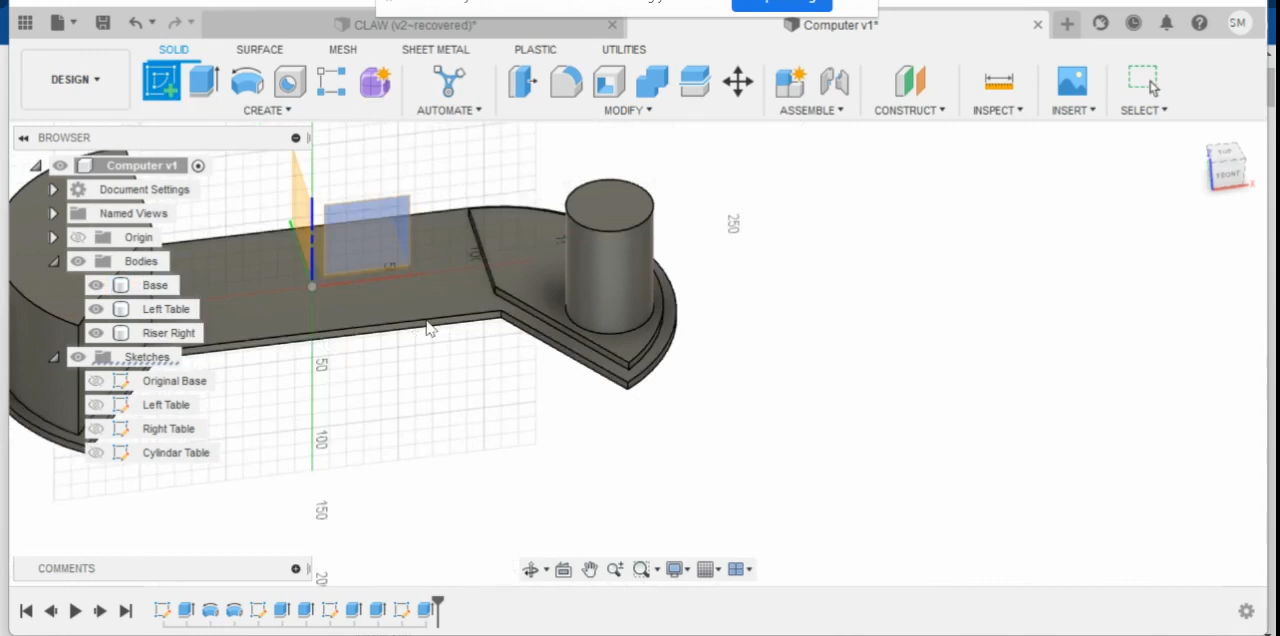 CLAW (v2~recovered)*
Computer v1*
SM
SOLID SURFACE MESH SHEET METAL PLASTIC UTILITIES
DESIGN
CREATE AUTOMATE MODIFY ASSEMBLE CONSTRUCT INSPECT INSERT SELECT
BROWSER
Computer v1
Document Settings
Named Views
Origin
Bodies
Base
Left Table
Riser Right
Sketches
Original Base
Left Table
Right Table
Cylindar Table
TOP
FRONT
X
250
50
100
150
COMMENTS